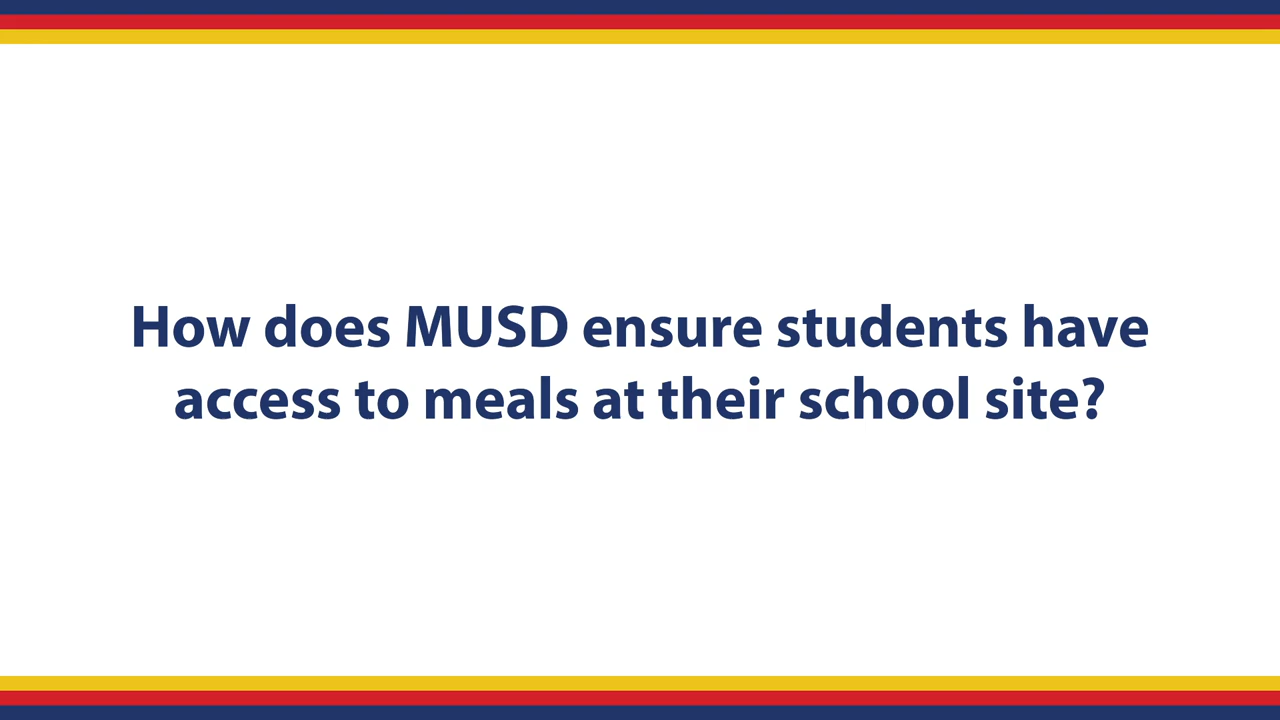 How does MUSD ensure students have
access to meals at their school site?